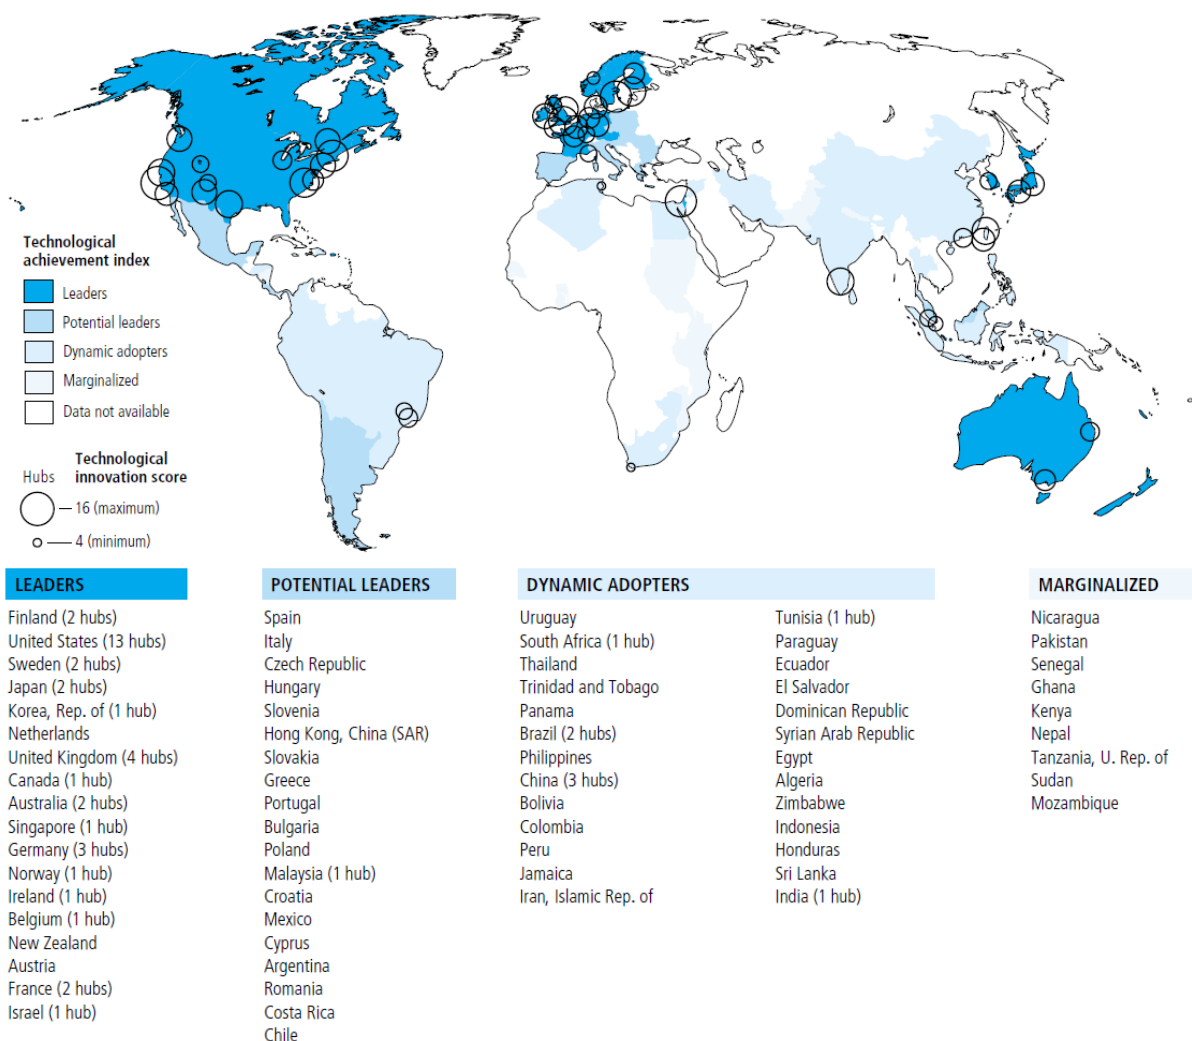 Technological
achievement index
Leaders
Potential leaders
Dynamic adopters
Marginalized
Data not available
Technological
Hubs innovation score
16 (maximum)
4 (minimum)
LEADERS
Finland (2 hubs)
United States (13 hubs)
Sweden (2 hubs)
Japan (2 hubs)
Korea, Rep. of (1 hub)
Netherlands
United Kingdom (4 hubs)
Canada (1 hub)
Australia (2 hubs)
Singapore (1 hub)
Germany (3 hubs)
Norway (1 hub)
Ireland (1 hub)
Belgium (1 hub)
New Zealand
Austria
France (2 hubs)
Israel (1 hub)
POTENTIAL LEADERS
Spain
Italy
Czech Republic
Hungary
Slovenia
Hong Kong, China (SAR)
Slovakia
Greece
Portugal
Bulgaria
Poland
Malaysia (1 hub)
Croatia
Mexico
Cyprus
Argentina
Romania
Costa Rica
Chile
DYNAMIC ADOPTERS
Uruguay
South Africa (1 hub)
Thailand
Trinidad and Tobago
Panama
Brazil (2 hubs)
Philippines
China (3 hubs)
Bolivia
Colombia
Peru
Jamaica
Iran, Islamic Rep. of
Tunisia (1 hub)
Paraguay
Ecuador
El Salvador
Dominican Republic
Syrian Arab Republic
Egypt
Algeria
Zimbabwe
Indonesia
Honduras
Sri Lanka
India (1 hub)
MARGINALIZED
Nicaragua
Pakistan
Senegal
Ghana
Kenya
Nepal
Tanzania, U. Rep. of
Sudan
Mozambique